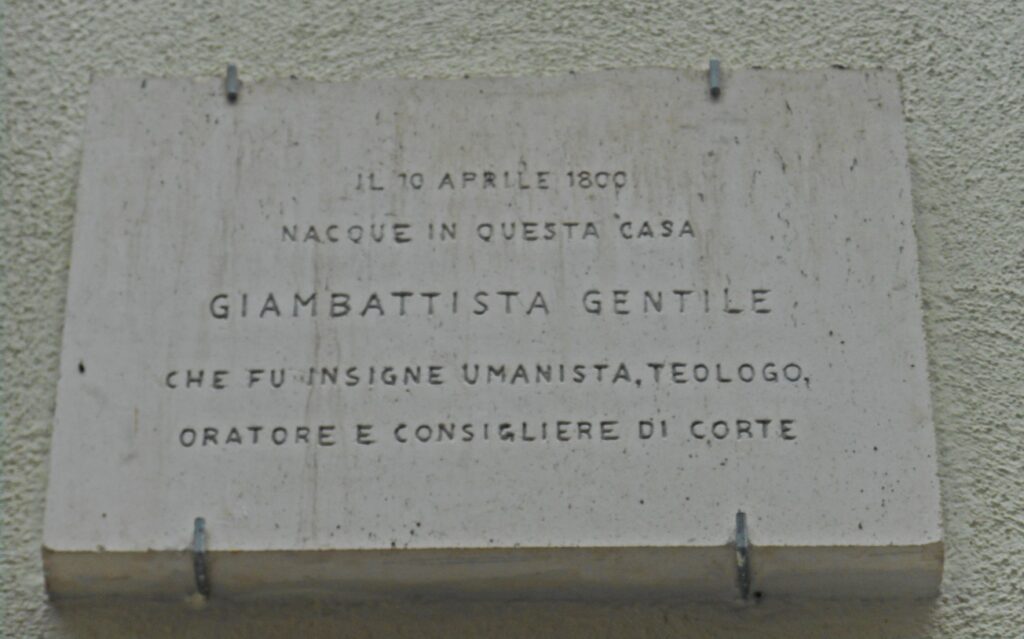 IL 10 APRILE 1800
NACQUE IN QUESTA CASA
GIAMBATTISTA GENTILE
CHE FU INSIGNE UMANISTA, TEOLOGO,
ORATORE E CONSIGLIERE DI CORTE